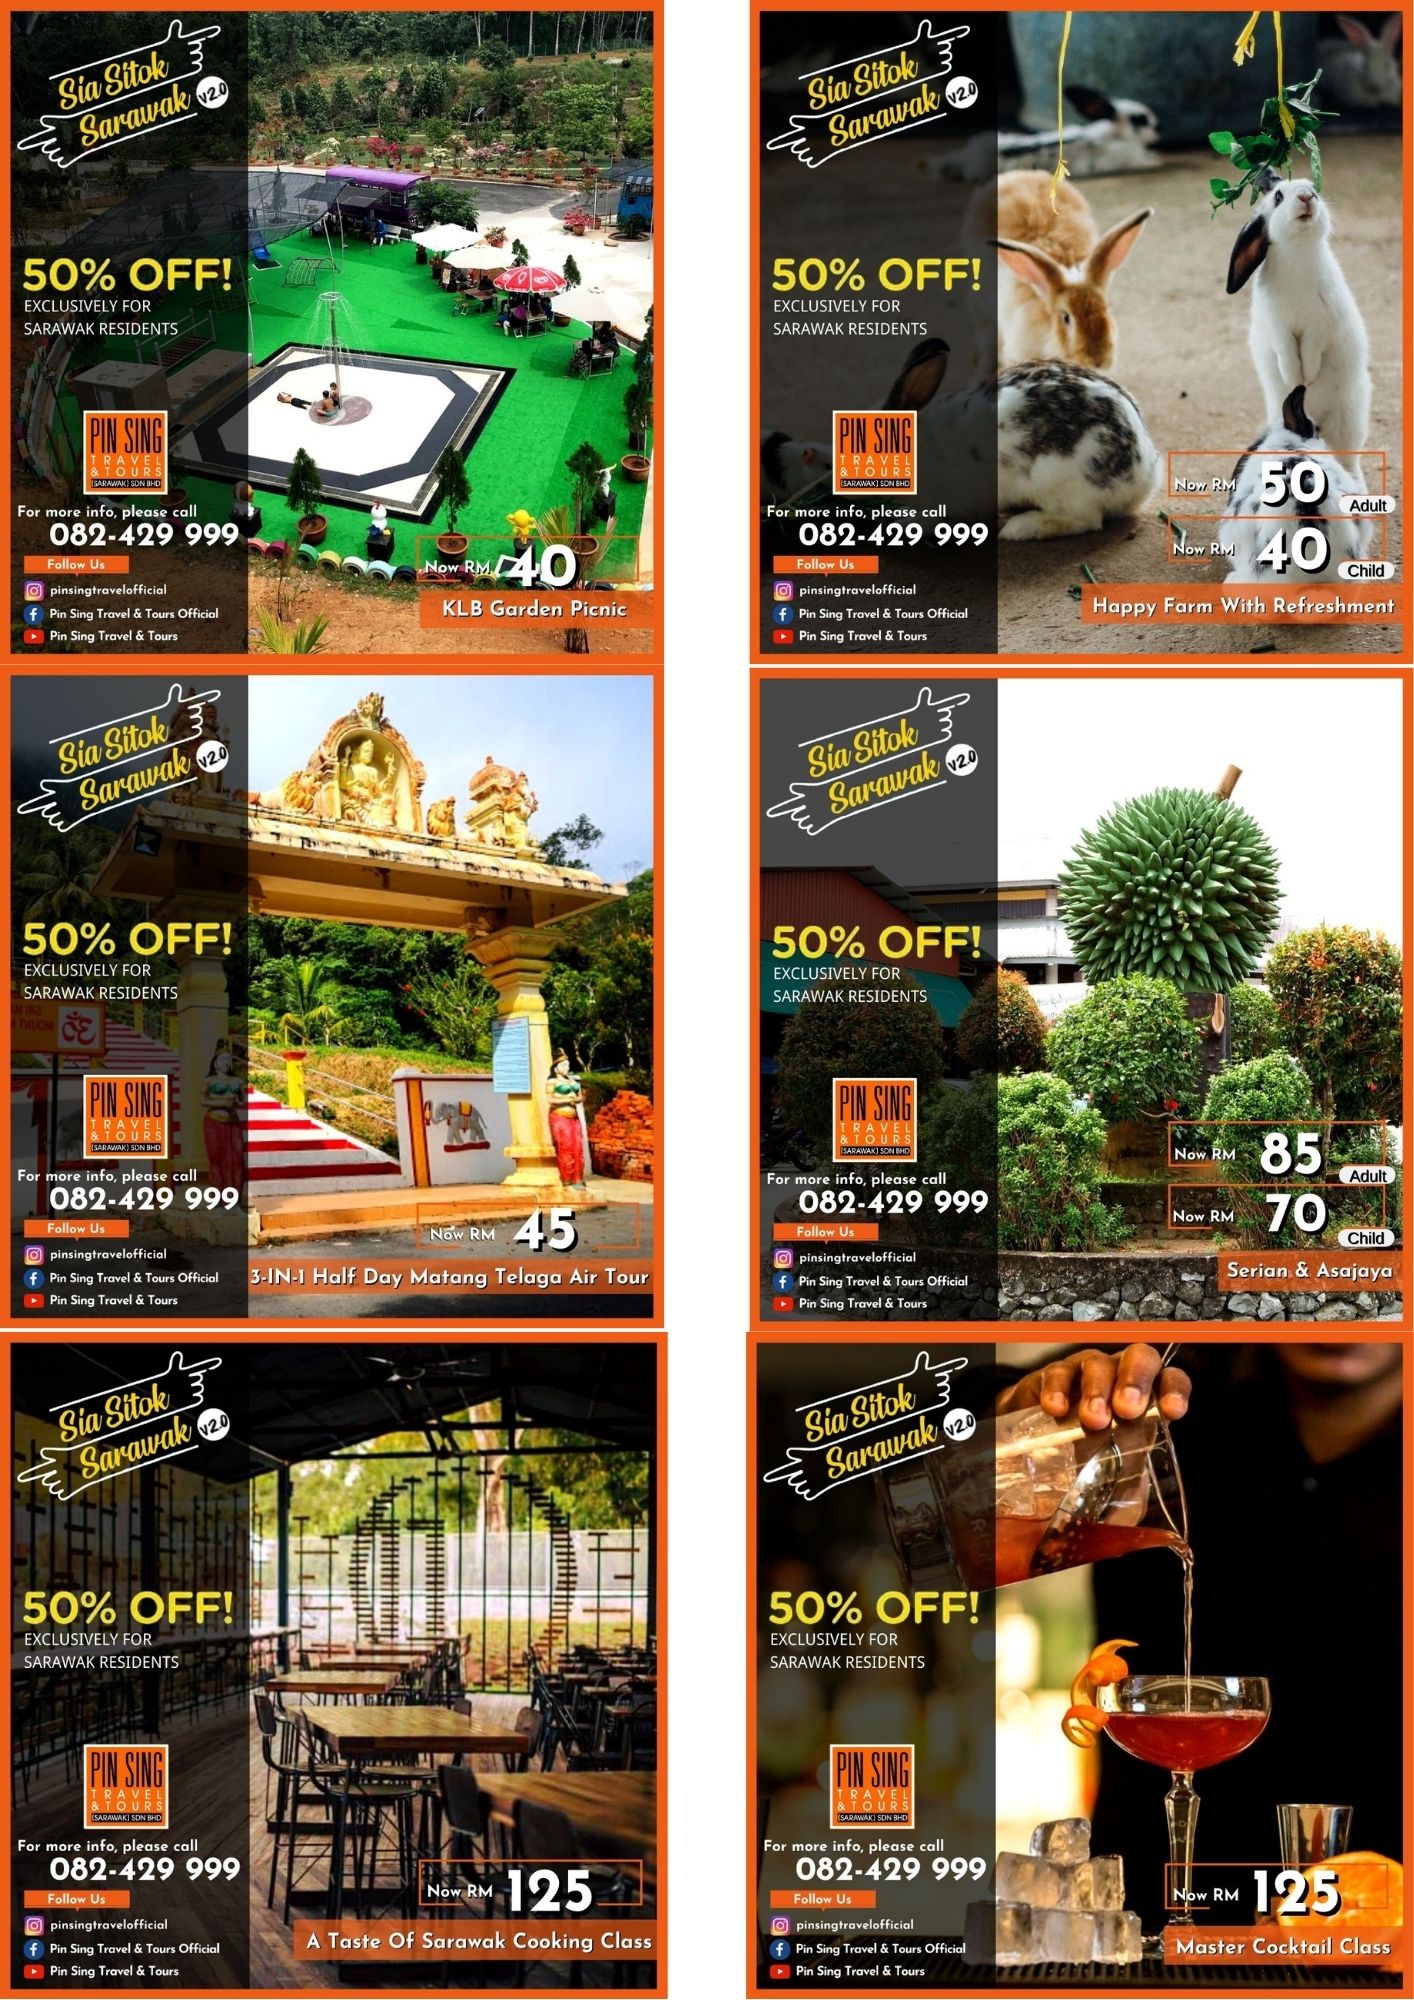 Sia Sitok
Sarawak v2.0
50% OFF!
EXCLUSIVELY FOR
SARAWAK RESIDENTS
PIN SING
TRAVEL
& TOURS
(SARAWAK) SDN BHD
For more info, please call
082-429 999
Follow Us
pinsingtravelofficial
Pin Sing Travel & Tours Official
Pin Sing Travel & Tours
Now RM 40
KLB Garden Picnic
Sia Sitok
Sarawak v2.0
50% OFF!
EXCLUSIVELY FOR
SARAWAK RESIDENTS
PIN SING
TRAVEL
& TOURS
(SARAWAK) SDN BHD
For more info, please call
082-429 999
Follow Us
pinsingtravelofficial
Pin Sing Travel & Tours Official
Pin Sing Travel & Tours
Now RM 50 Adult
Now RM 40 Child
Happy Farm With Refreshment
Sia Sitok
Sarawak v2.0
50% OFF!
EXCLUSIVELY FOR
SARAWAK RESIDENTS
PIN SING
TRAVEL
& TOURS
(SARAWAK) SDN BHD
For more info, please call
082-429 999
Follow Us
pinsingtravelofficial
Pin Sing Travel & Tours Official
Pin Sing Travel & Tours
Now RM 45
3-IN-1 Half Day Matang Telaga Air Tour
Sia Sitok
Sarawak v2.0
50% OFF!
EXCLUSIVELY FOR
SARAWAK RESIDENTS
PIN SING
TRAVEL
& TOURS
(SARAWAK) SDN BHD
For more info, please call
082-429 999
Follow Us
pinsingtravelofficial
Pin Sing Travel & Tours Official
Pin Sing Travel & Tours
Now RM 85 Adult
Now RM 70 Child
Serian & Asajaya
Sia Sitok
Sarawak v2.0
50% OFF!
EXCLUSIVELY FOR
SARAWAK RESIDENTS
PIN SING
TRAVEL
& TOURS
(SARAWAK) SDN BHD
For more info, please call
082-429 999
Follow Us
pinsingtravelofficial
Pin Sing Travel & Tours Official
Pin Sing Travel & Tours
Now RM 125
A Taste Of Sarawak Cooking Class
Sia Sitok
Sarawak v2.0
50% OFF!
EXCLUSIVELY FOR
SARAWAK RESIDENTS
PIN SING
TRAVEL
& TOURS
(SARAWAK) SDN BHD
For more info, please call
082-429 999
Follow Us
pinsingtravelofficial
Pin Sing Travel & Tours Official
Pin Sing Travel & Tours
Now RM 125
Master Cocktail Class